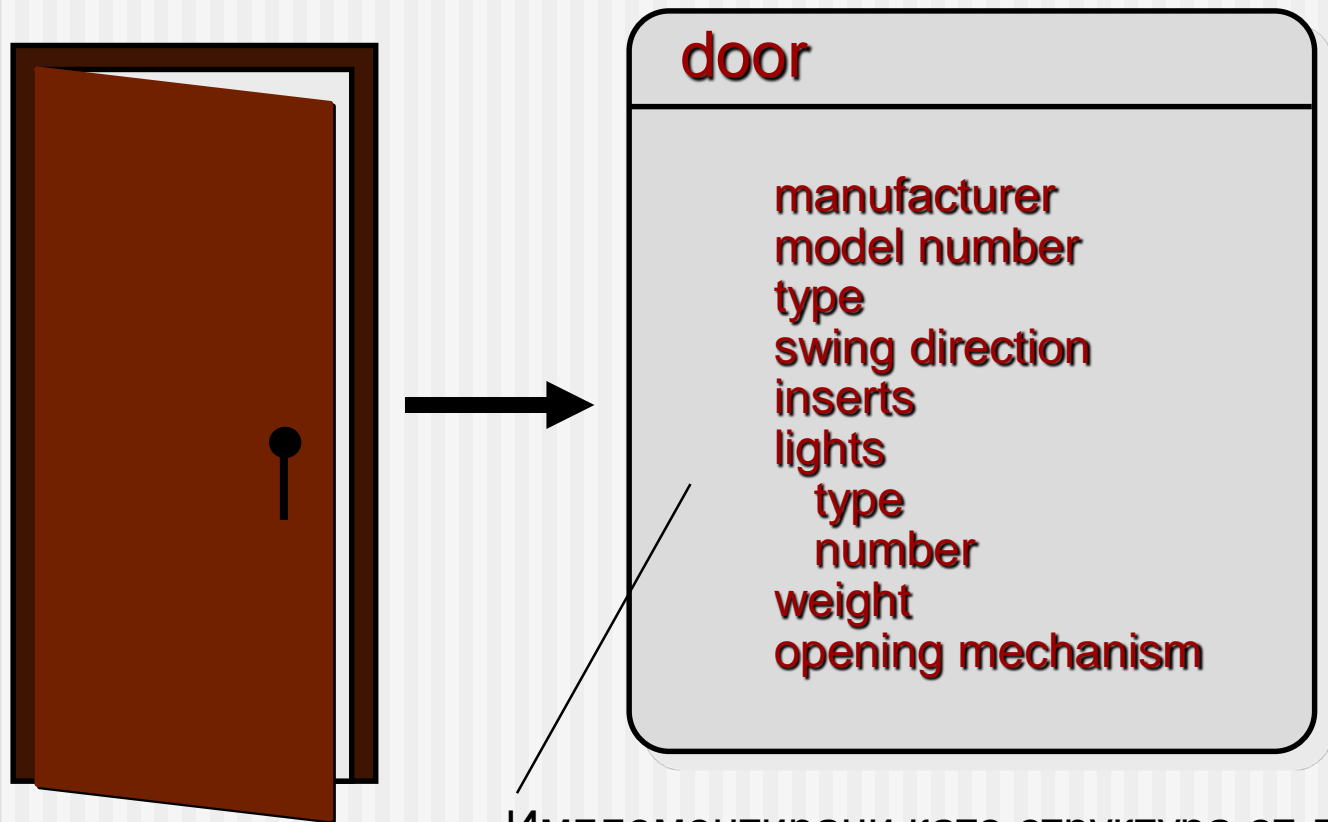 door
manufacturer
model number
type
swing direction
inserts
lights
type
number
weight
opening mechanism
Имплементирани като структура от